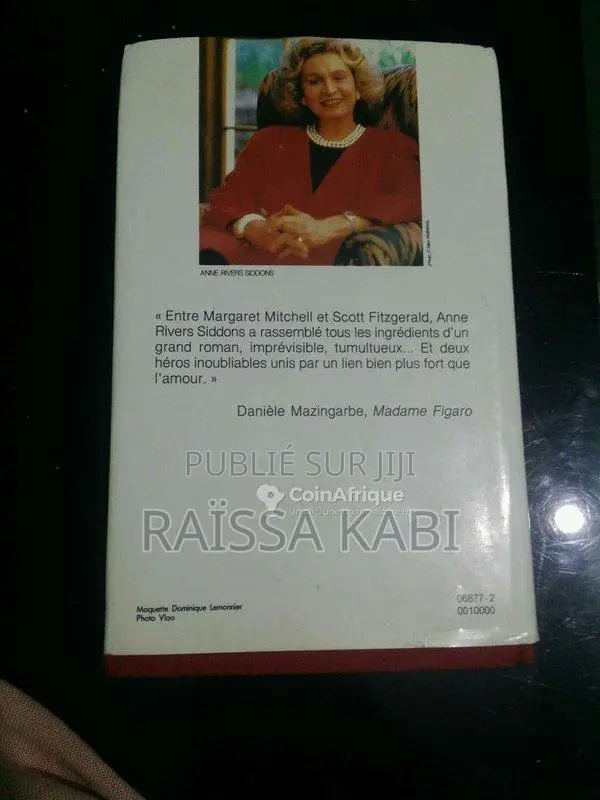 ANNE RIVERS SIDDONS
« Entre Margaret Mitchell et Scott Fitzgerald, Anne
Rivers Siddons a rassemblé tous les ingrédients d'un
grand roman, imprévisible, tumultueux... Et deux
héros inoubliables unis par un lien bien plus fort que
l'amour. »
Danièle Mazingarbe, Madame Figaro
PUBLIÉ SUR JIJI
CoinAfrique
RAÏSSA KABI
06877-2
0010000
Maquette Dominique Lemonnier
Photo Vloo